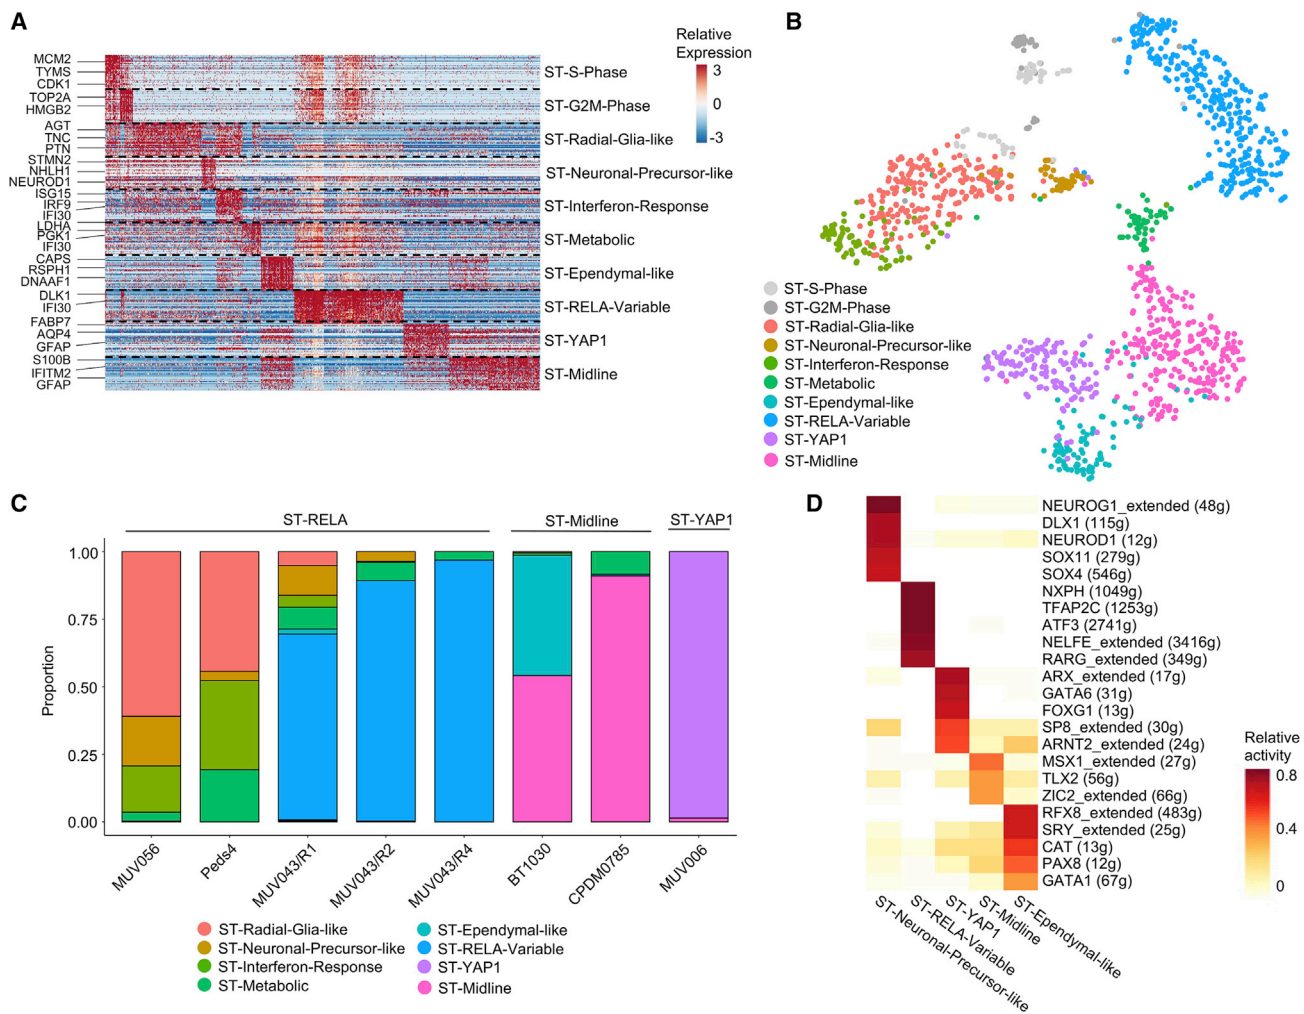 A
Relative
Expression
3
0
-3
MCM2
TYMS
CDK1
TOP2A
HMGB2
AGT
TNC
PTN
STMN2
NHLH1
NEUROD1
ISG15
IRF9
IFI30
LDHA
PGK1
IFI30
CAPS
RSPH1
DNAAF1
DLK1
IFI30
FABP7
AQP4
GFAP
S100B
IFITM2
GFAP
ST-S-Phase
ST-G2M-Phase
ST-Radial-Glia-like
ST-Neuronal-Precursor-like
ST-Interferon-Response
ST-Metabolic
ST-Ependymal-like
ST-RELA-Variable
ST-YAP1
ST-Midline
B
ST-S-Phase
ST-G2M-Phase
ST-Radial-Glia-like
ST-Neuronal-Precursor-like
ST-Interferon-Response
ST-Metabolic
ST-Ependymal-like
ST-RELA-Variable
ST-YAP1
ST-Midline
C
ST-RELA
ST-Midline
ST-YAP1
Proportion
1.00
0.75
0.50
0.25
0.00
MUV056
Peds4
MUV043/R1
MUV043/R2
MUV043/R4
BT1030
CPDM0785
MUV006
ST-Radial-Glia-like
ST-Neuronal-Precursor-like
ST-Interferon-Response
ST-Metabolic
ST-Ependymal-like
ST-RELA-Variable
ST-YAP1
ST-Midline
D
NEUROG1_extended (48g)
DLX1 (115g)
NEUROD1 (12g)
SOX11 (279g)
SOX4 (546g)
NXPH (1049g)
TFAP2C (1253g)
ATF3 (2741g)
NELFE_extended (3416g)
RARG_extended (349g)
ARX_extended (17g)
GATA6 (31g)
FOXG1 (13g)
SP8_extended (30g)
ARNT2_extended (24g)
MSX1_extended (27g)
TLX2 (56g)
ZIC2_extended (66g)
RFX8_extended (483g)
SRY_extended (25g)
CAT (13g)
PAX8 (12g)
GATA1 (67g)
Relative
activity
0.8
0.4
0
ST-Neuronal-Precursor-like
ST-RELA-Variable
ST-YAP1
ST-Midline
ST-Ependymal-like